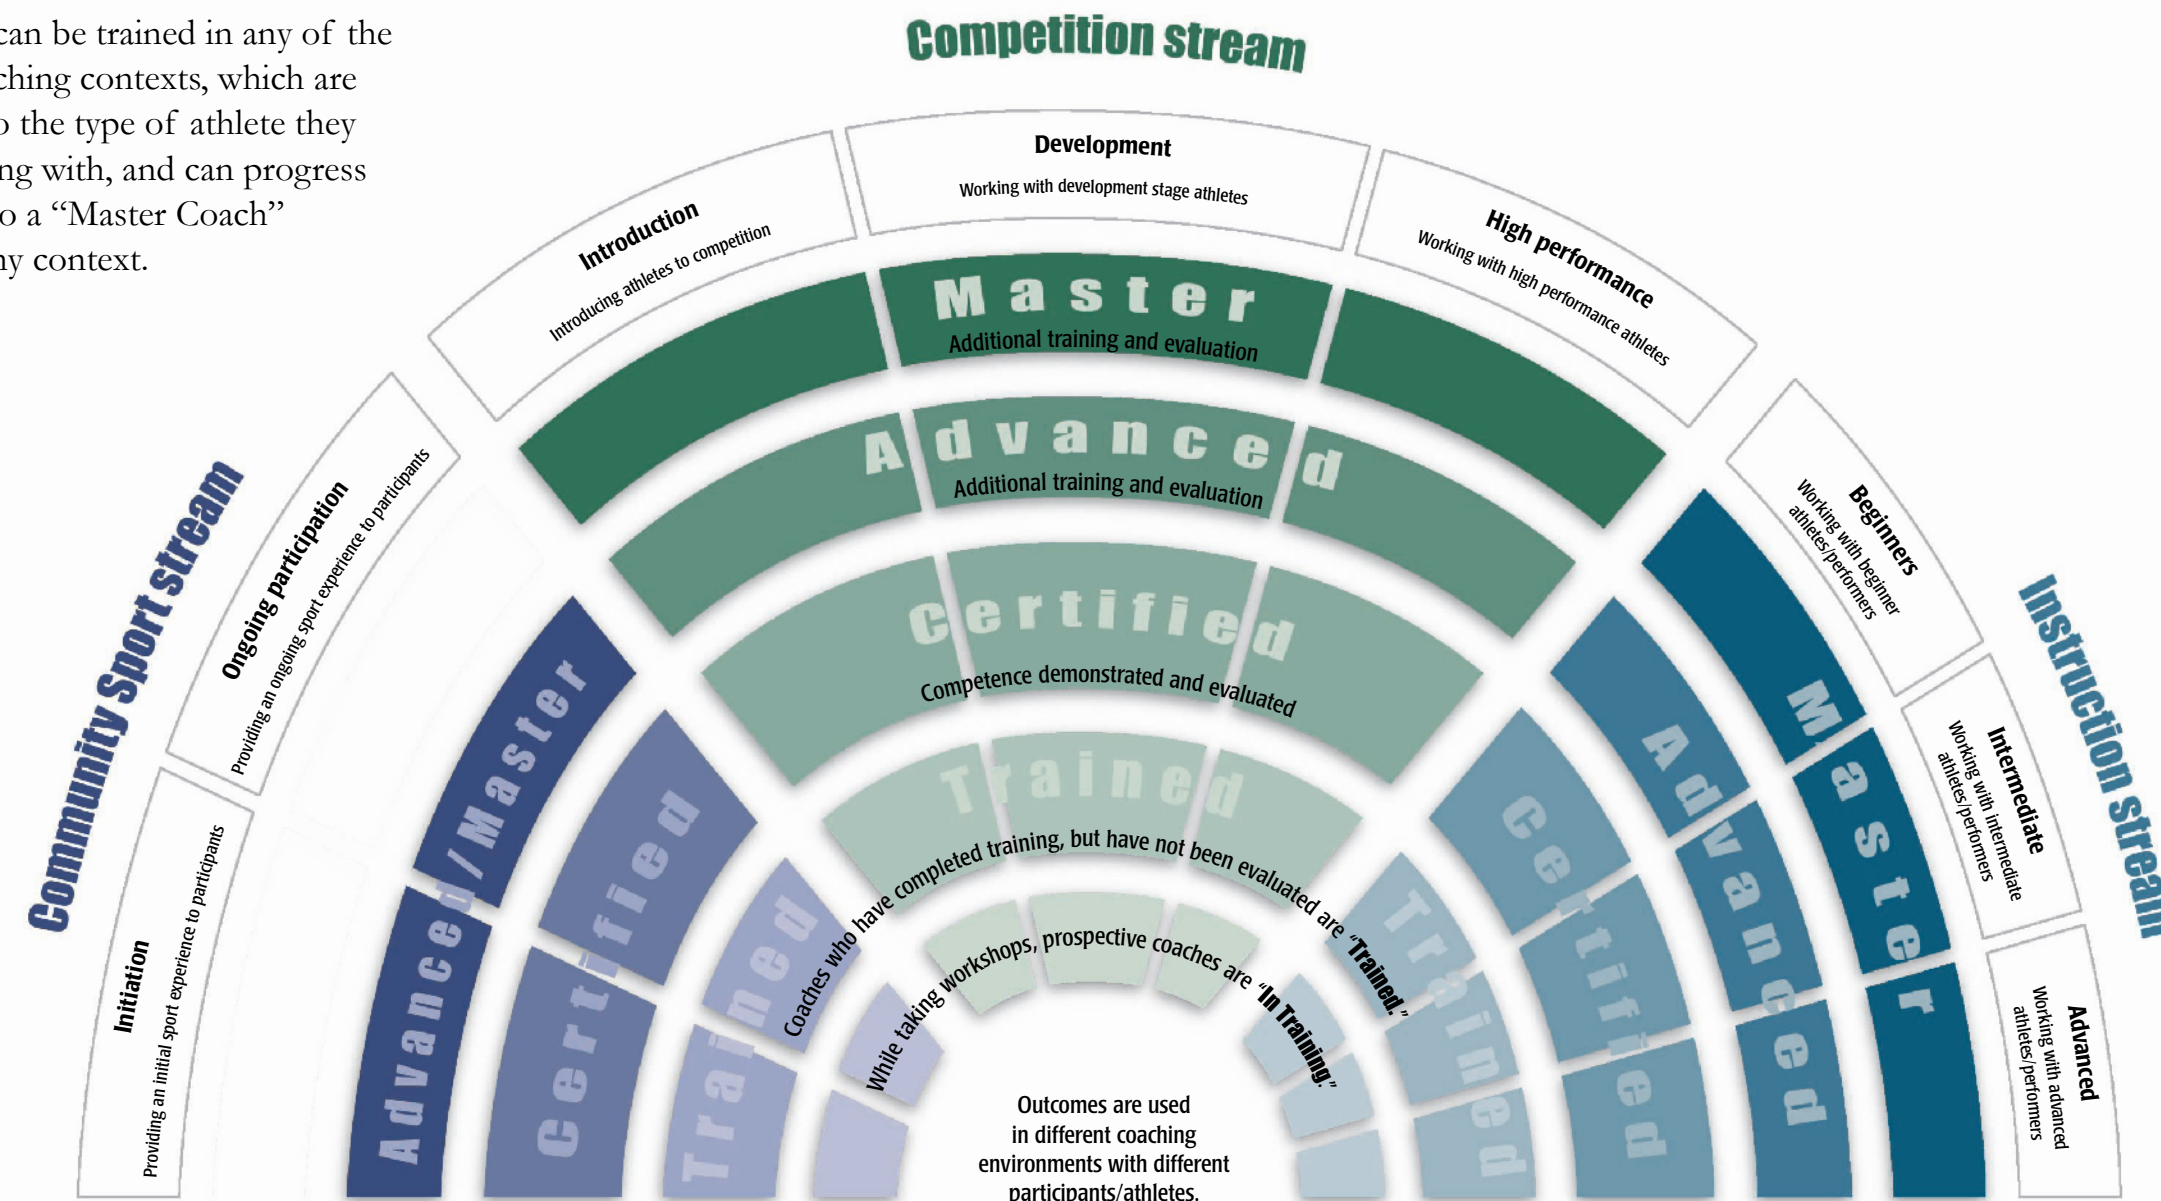 can be trained in any of the
ching contexts, which are
o the type of athlete they
ng with, and can progress
o a “Master Coach”
ny context.
Competition stream
Introduction
Introducing athletes to competition
Development
Working with development stage athletes
High performance
Working with high performance athletes
Master
Additional training and evaluation
Advanced
Additional training and evaluation
Certified
Competence demonstrated and evaluated
Trained
Coaches who have completed training, but have not been evaluated are “Trained.”
While taking workshops, prospective coaches are “In Training.”
Outcomes are used
in different coaching
environments with different
participants/athletes.
Community Sport stream
Initiation
Providing an initial sport experience to participants
Ongoing participation
Providing an ongoing sport experience to participants
Advanced/Master
Certified
Trained
Instruction stream
Beginners
Working with beginner
athletes/performers
Intermediate
Working with intermediate
athletes/performers
Advanced
Working with advanced
athletes/performers
Master
Advanced
Certified
Trained